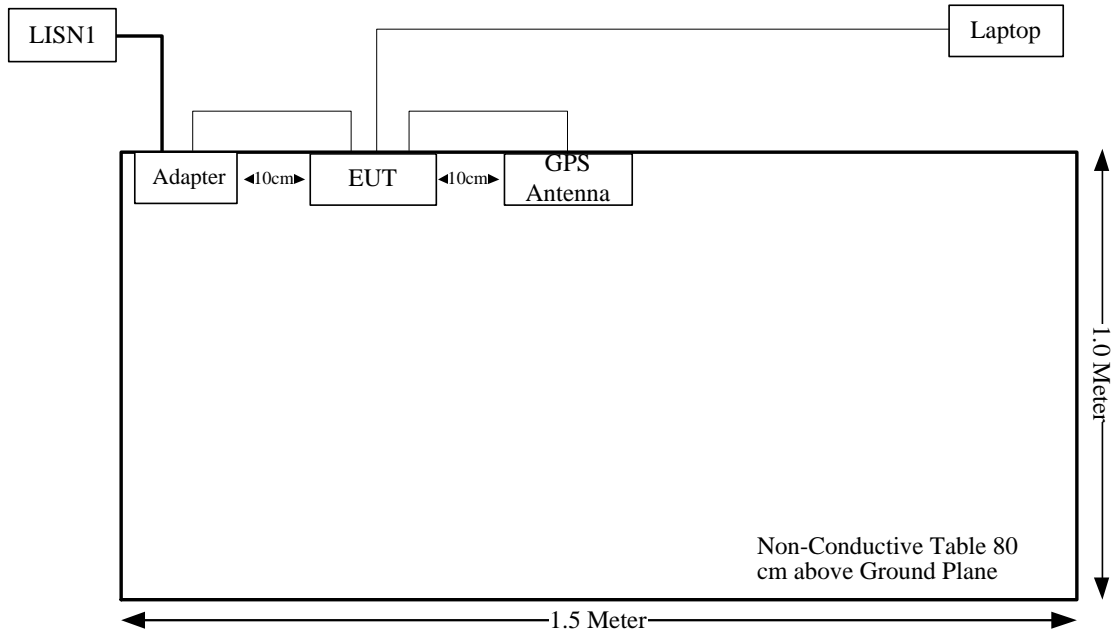 LISN1
Laptop
Adapter
10cm
EUT
10cm
GPS
Antenna
1.0 Meter
Non-Conductive Table 80
cm above Ground Plane
1.5 Meter